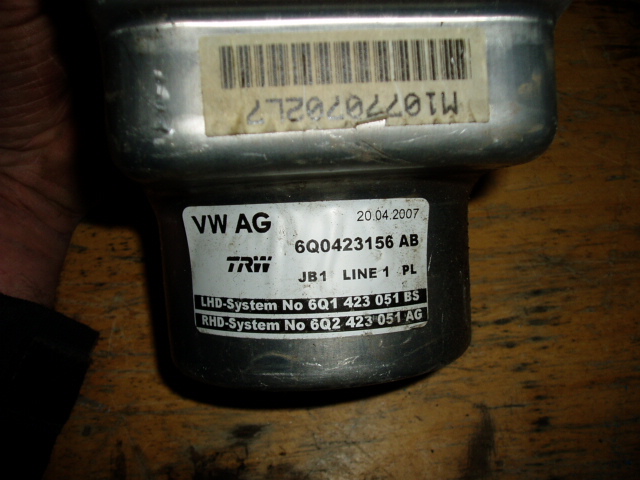 M10770702L7
VW AG
20.04.2007
6Q0423156 AB
TRW
JB1 LINE 1 PL
LHD-System No 6Q1 423 051 BS
RHD-System No 6Q2 423 051 AG